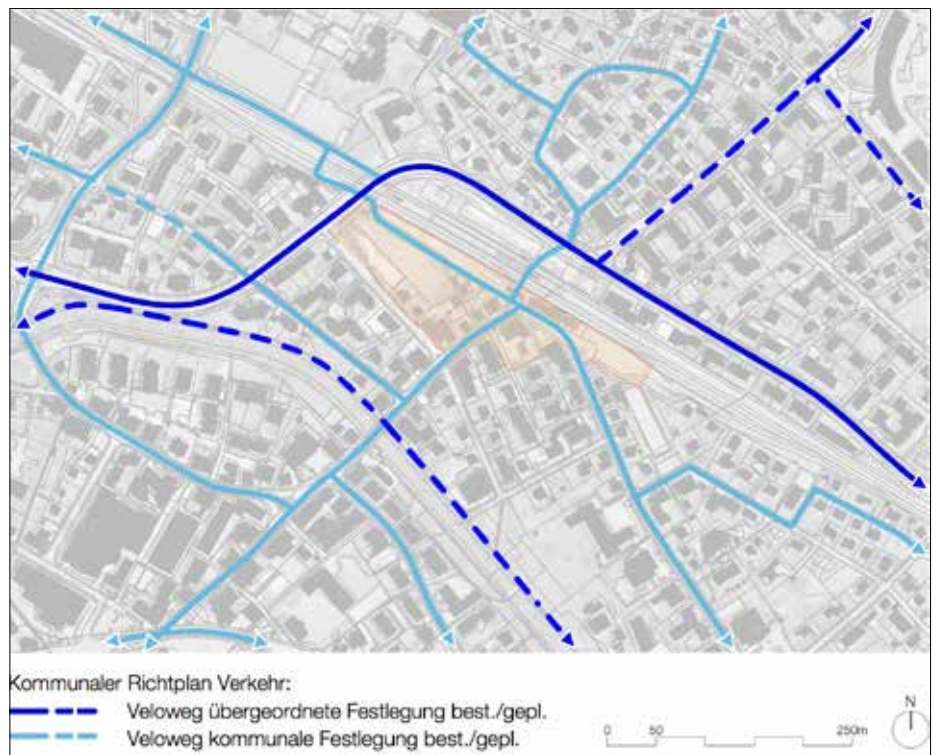 Kommunaler Richtplan Verkehr:
Veloweg übergeordnete Festlegung best./gepl.
Veloweg kommunale Festlegung best./gepl.
0 50 250m
N